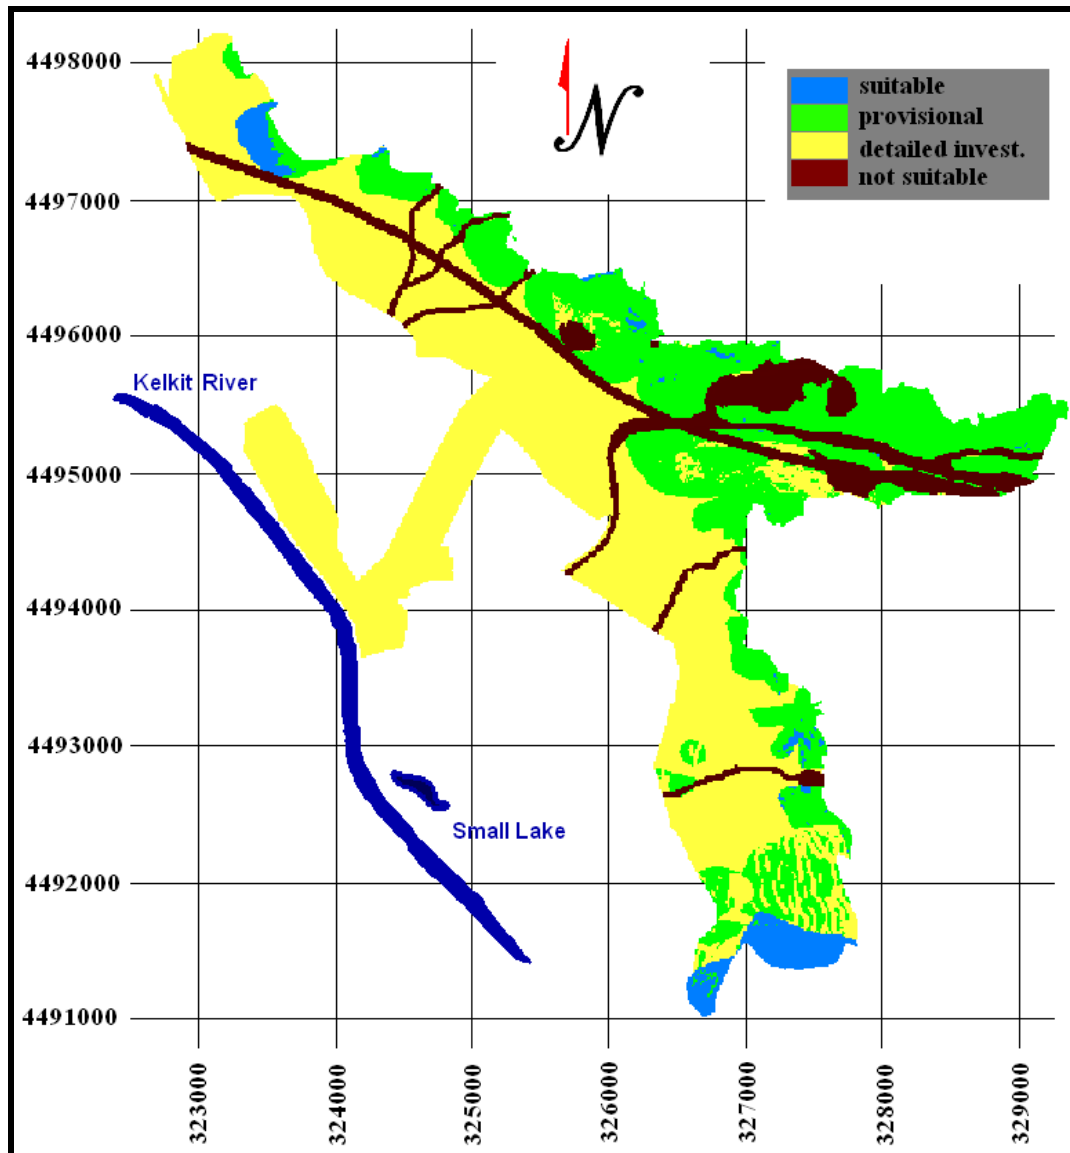 4498000
N
suitable
provisional
detailed invest.
not suitable
4497000
4496000
Kelkit River
4495000
4494000
4493000
Small Lake
4492000
4491000
323000
324000
325000
326000
327000
328000
329000